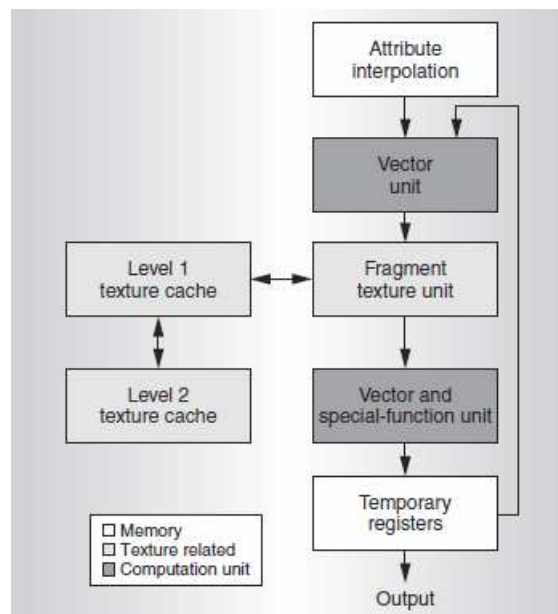 Attribute
interpolation
Vector
unit
Level 1
texture cache
Fragment
texture unit
Level 2
texture cache
Vector and
special-function unit
Temporary
registers
Memory
Texture related
Computation unit
Output